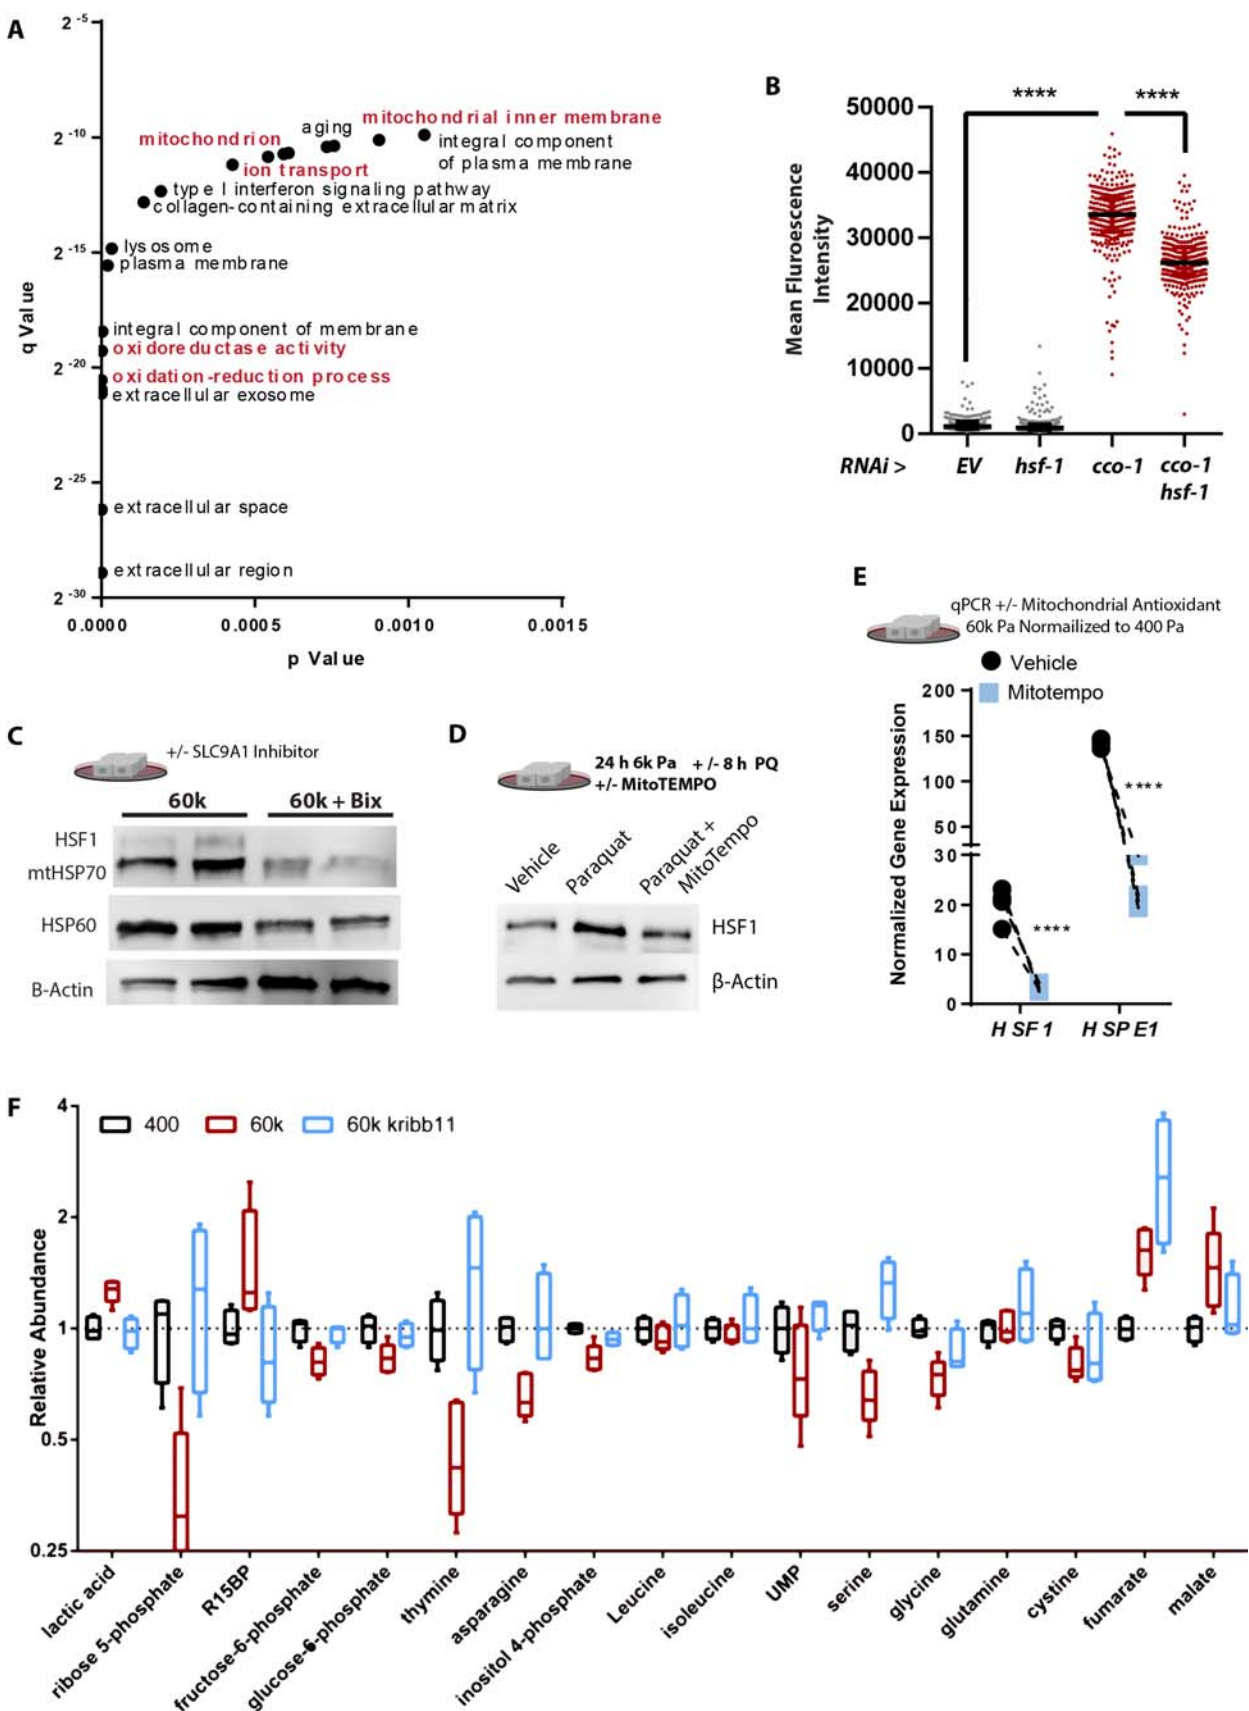 A
2 -5
2 -10
2 -15
2 -20
2 -25
2 -30
q Value
mitochondrial inner membrane
aging
mitochondrion
integral component
of plasma membrane
ion transport
type I interferon signaling pathway
collagen-containing extracellular matrix
lysosome
plasma membrane
integral component of membrane
oxidoreductase activity
oxidation-reduction process
extracellular exosome
extracellular space
extracellular region
0.0000 0.0005 0.0010 0.0015
p Value
B
**** ****
50000
40000
30000
20000
10000
0
Mean Fluroescence
Intensity
RNAi > EV hsf-1 cco-1 cco-1
hsf-1
C
+/- SLC9A1 Inhibitor
60k 60k + Bix
HSF1
mtHSP70
HSP60
B-Actin
D
24 h 6k Pa +/- 8 h PQ
+/- MitoTEMPO
Vehicle
Paraquat
Paraquat +
MitoTempo
HSF1
β-Actin
E
qPCR +/- Mitochondrial Antioxidant
60k Pa Normailized to 400 Pa
Vehicle
Mitotempo
200
150
100
50
30
20
10
0
Normalized Gene Expression
****
****
HSF1 HSPE1
F
400 60k 60k kribb11
4
2
1
0.5
0.25
Relative Abundance
lactic acid
ribose 5-phosphate
R15BP
fructose-6-phosphate
glucose-6-phosphate
thymine
asparagine
inositol 4-phosphate
Leucine
isoleucine
UMP
serine
glycine
glutamine
cystine
fumarate
malate